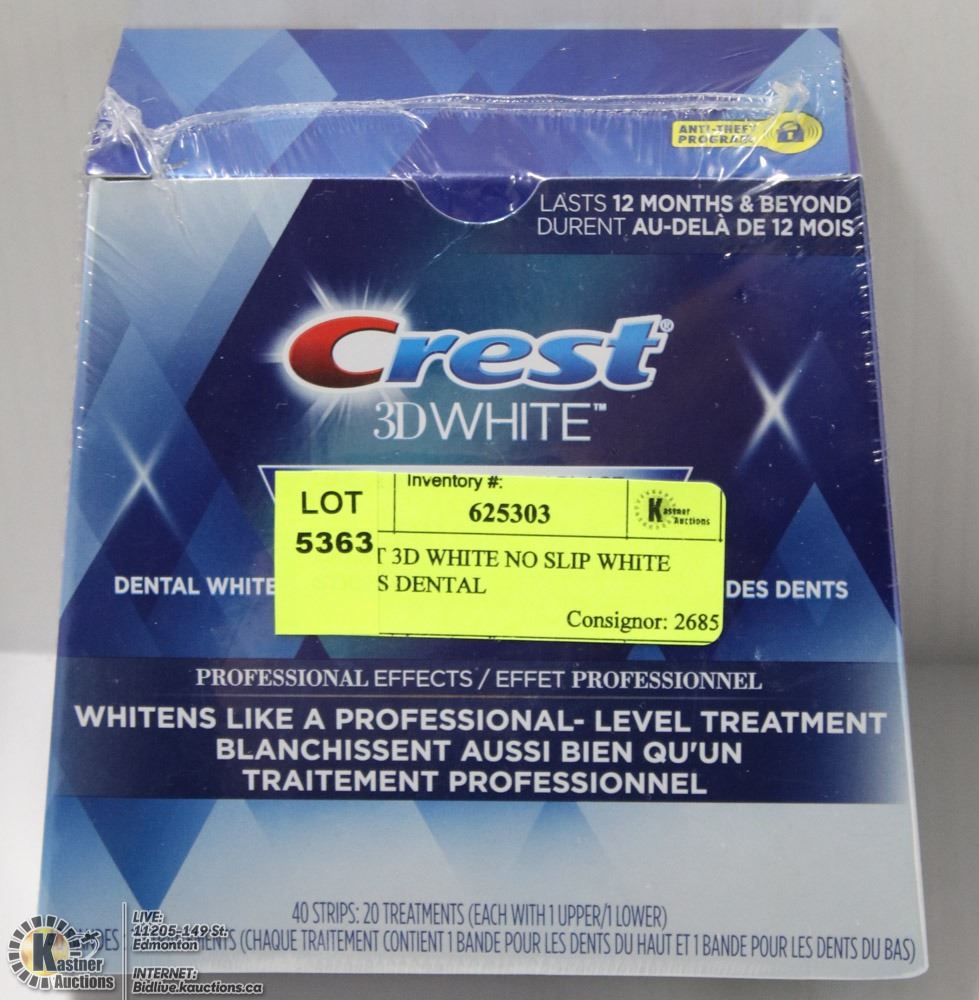 ANTI-THEFT
PROGRAM
LASTS 12 MONTHS & BEYOND
DURENT AU-DELÀ DE 12 MOIS
Crest®
3D WHITE™
LOT
5363
Inventory #:
625303
Kastner
Auctions
T 3D WHITE NO SLIP WHITE
S DENTAL
Consignor: 2685
DENTAL WHITE
DES DENTS
PROFESSIONAL EFFECTS / EFFET PROFESSIONNEL
WHITENS LIKE A PROFESSIONAL- LEVEL TREATMENT
BLANCHISSENT AUSSI BIEN QU'UN
TRAITEMENT PROFESSIONNEL
40 STRIPS: 20 TREATMENTS (EACH WITH 1 UPPER/1 LOWER)
(CHAQUE TRAITEMENT CONTIENT 1 BANDE POUR LES DENTS DU HAUT ET 1 BANDE POUR LES DENTS DU BAS)
Kastner
Auctions
LIVE:
11205-149 St.
Edmonton
INTERNET:
Bidlive.kauctions.ca